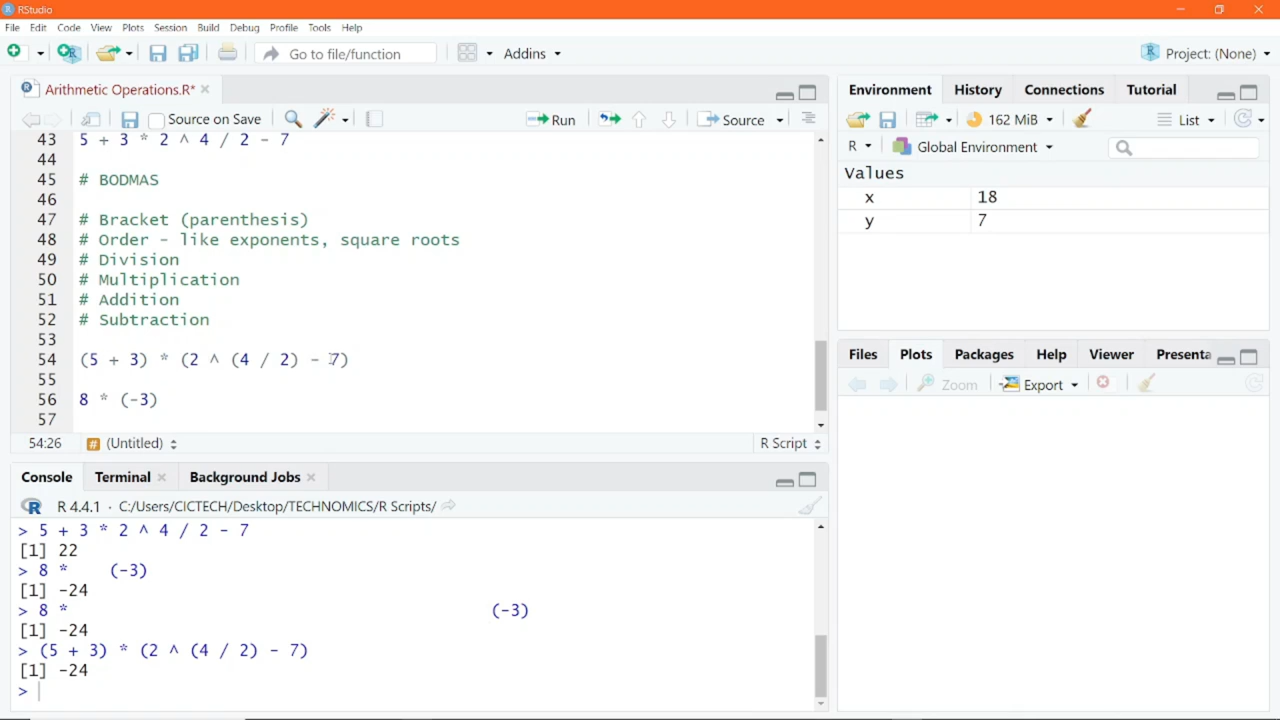 RStudio
File Edit Code View Plots Session Build Debug Profile Tools Help
Go to file/function Addins Project: (None)
Arithmetic Operations.R*
Source on Save Run Source
43 5 + 3 * 2 ^ 4 / 2 - 7
44
45 # BODMAS
46
47 # Bracket (parenthesis)
48 # Order - like exponents, square roots
49 # Division
50 # Multiplication
51 # Addition
52 # Subtraction
53
54 (5 + 3) * (2 ^ (4 / 2) - 7)
55
56 8 * (-3)
57
54:26 # (Untitled) R Script
Console Terminal Background Jobs
R R 4.4.1 · C:/Users/CICTECH/Desktop/TECHNOMICS/R Scripts/
> 5 + 3 * 2 ^ 4 / 2 - 7
[1] 22
> 8 *    (-3)
[1] -24
> 8 *                                          (-3)
[1] -24
> (5 + 3) * (2 ^ (4 / 2) - 7)
[1] -24
>
Environment History Connections Tutorial
162 MiB List
R Global Environment
Values
x 18
y 7
Files Plots Packages Help Viewer Presenta
Zoom Export